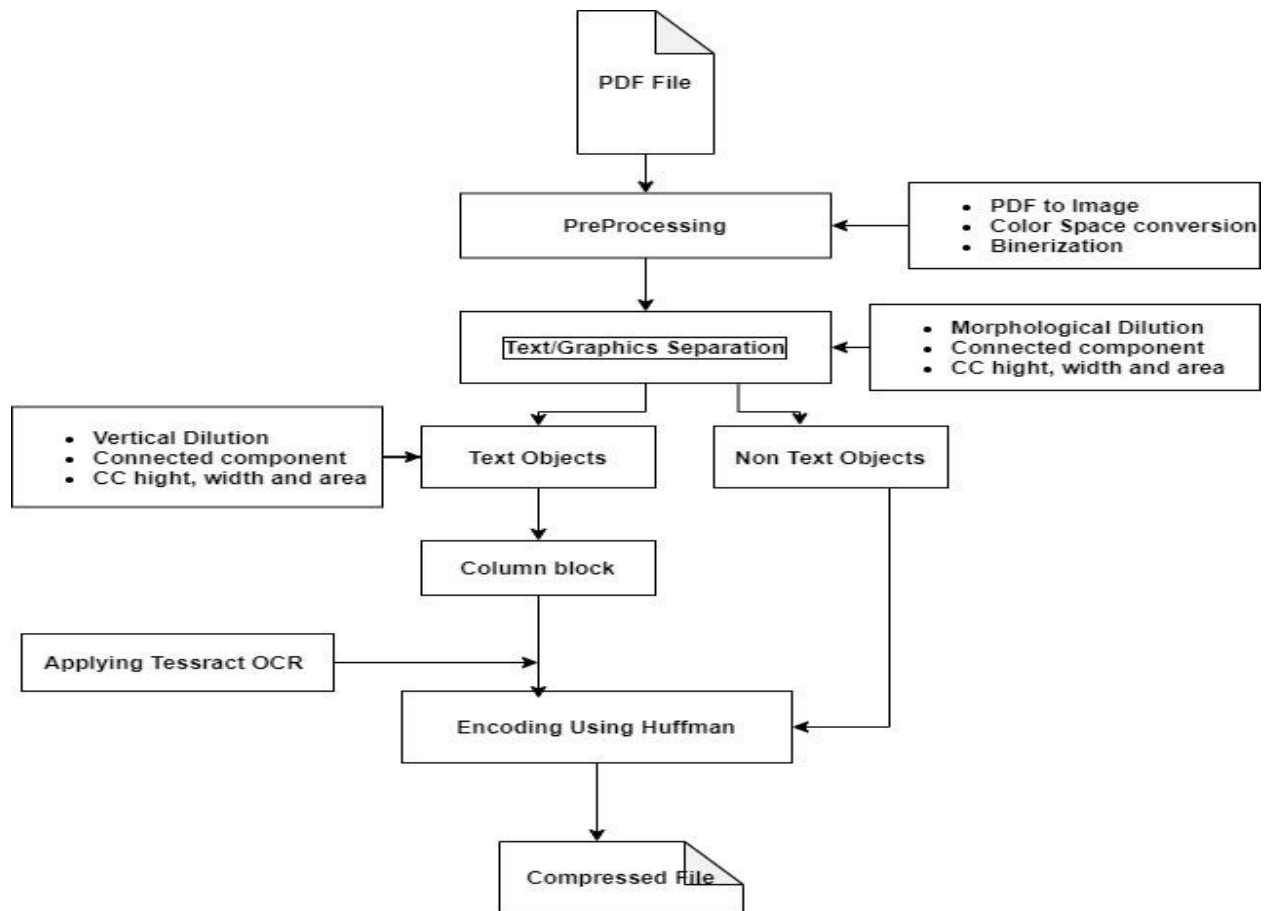 PDF File
PreProcessing
• PDF to Image
• Color Space conversion
• Binerization
Text/Graphics Separation
• Morphological Dilution
• Connected component
• CC hight, width and area
• Vertical Dilution
• Connected component
• CC hight, width and area
Text Objects
Non Text Objects
Column block
Applying Tessract OCR
Encoding Using Huffman
Compressed File